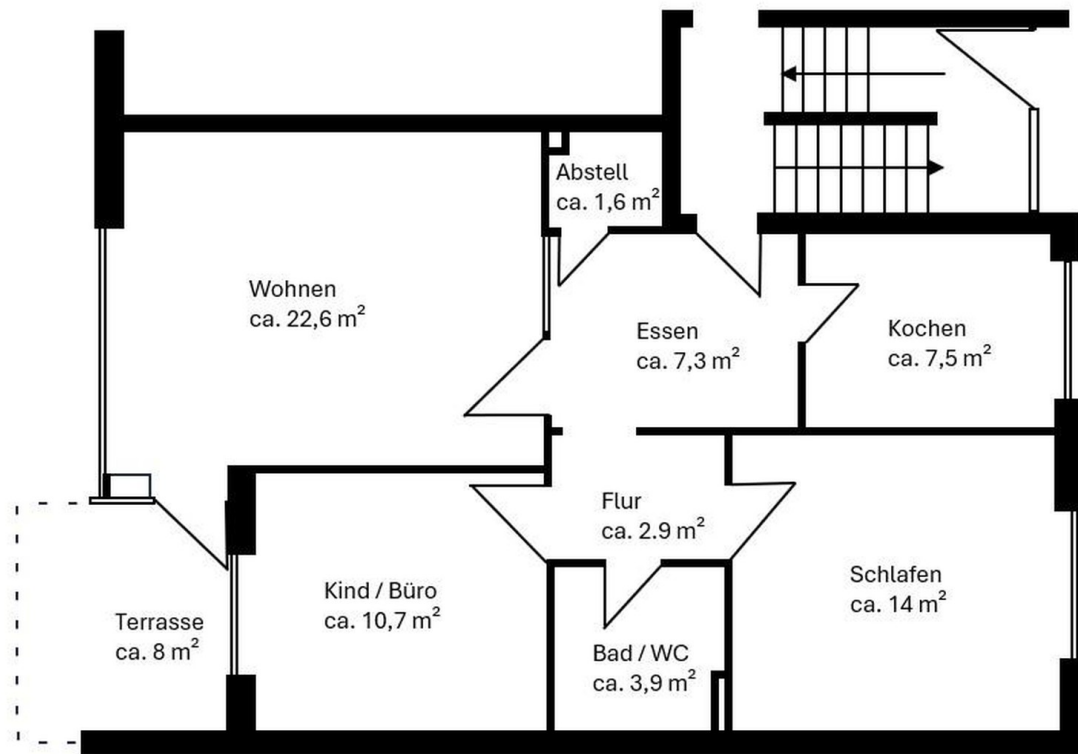 Abstell
ca. 1,6 m²
Wohnen
ca. 22,6 m²
Essen
ca. 7,3 m²
Kochen
ca. 7,5 m²
Flur
ca. 2.9 m²
Kind / Büro
ca. 10,7 m²
Schlafen
ca. 14 m²
Terrasse
ca. 8 m²
Bad / WC
ca. 3,9 m²